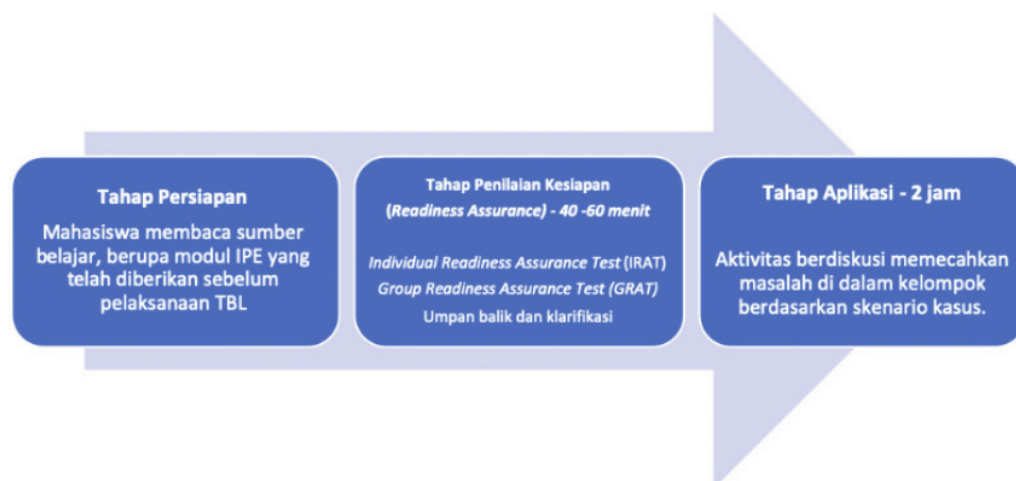 Tahap Persiapan
Mahasiswa membaca sumber
belajar, berupa modul IPE yang
telah diberikan sebelum
pelaksanaan TBL
Tahap Penilaian Kesiapan
(Readiness Assurance) - 40 -60 menit
Individual Readiness Assurance Test (IRAT)
Group Readiness Assurance Test (GRAT)
Umpan balik dan klarifikasi
Tahap Aplikasi - 2 jam
Aktivitas berdiskusi memecahkan
masalah di dalam kelompok
berdasarkan skenario kasus.